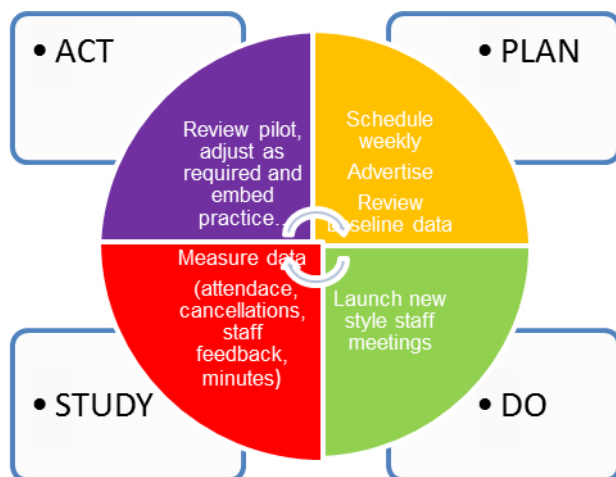 • ACT
• PLAN
Review pilot,
adjust as
required and
embed
practice...
Schedule
weekly
Advertise
Review
baseline data
Measure data
(attendace,
cancellations,
staff
feedback,
minutes)
Launch new
style staff
meetings
• STUDY
• DO